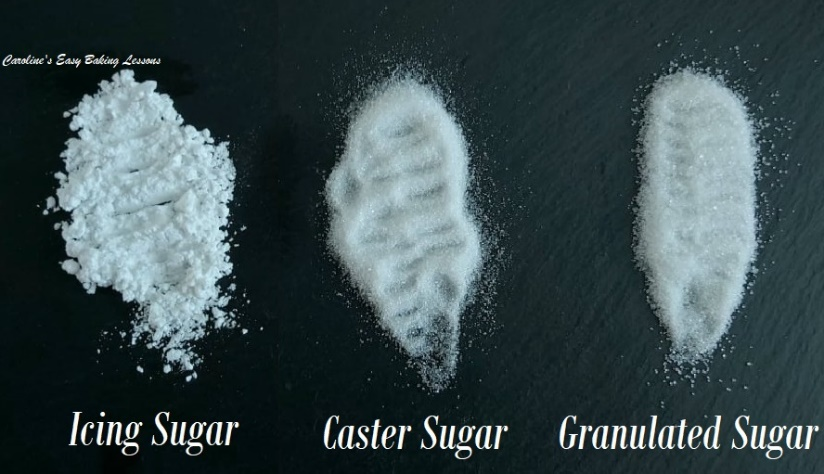 Caroline's Easy Baking Lessons
Icing Sugar
Caster Sugar
Granulated Sugar